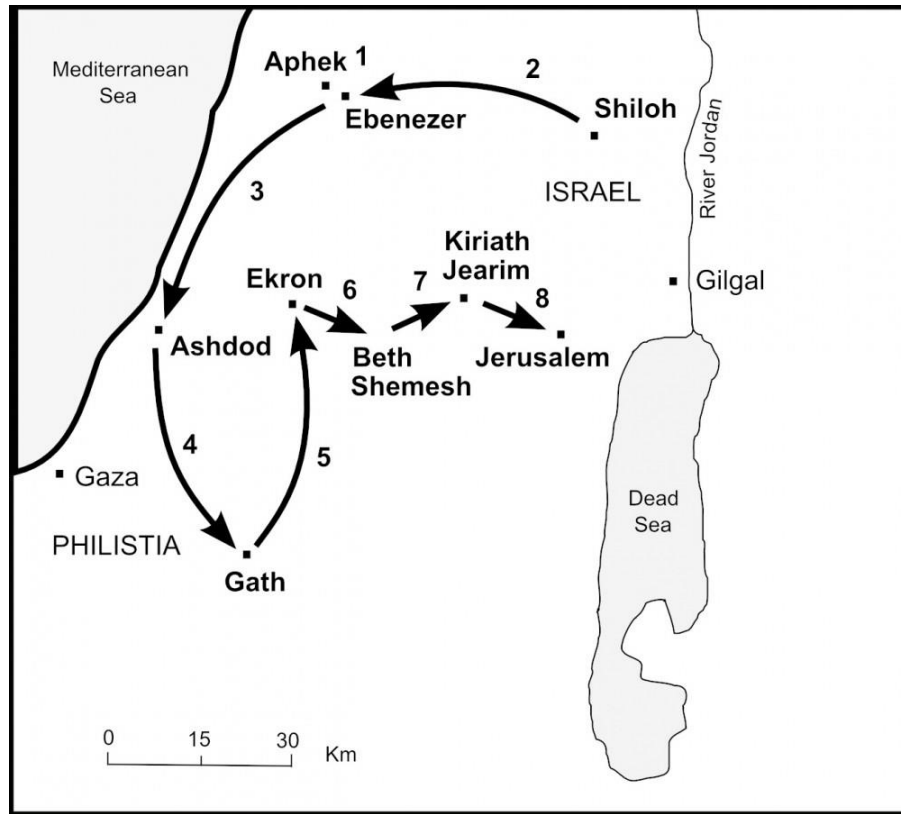 Mediterranean
Sea
Aphek 1
2
Ebenezer
Shiloh
3
ISRAEL
River Jordan
Kiriath
Jearim
Ekron
6
7
8
Gilgal
Ashdod
Beth
Shemesh
Jerusalem
4
5
Gaza
Dead
Sea
PHILISTIA
Gath
0 15 30
Km